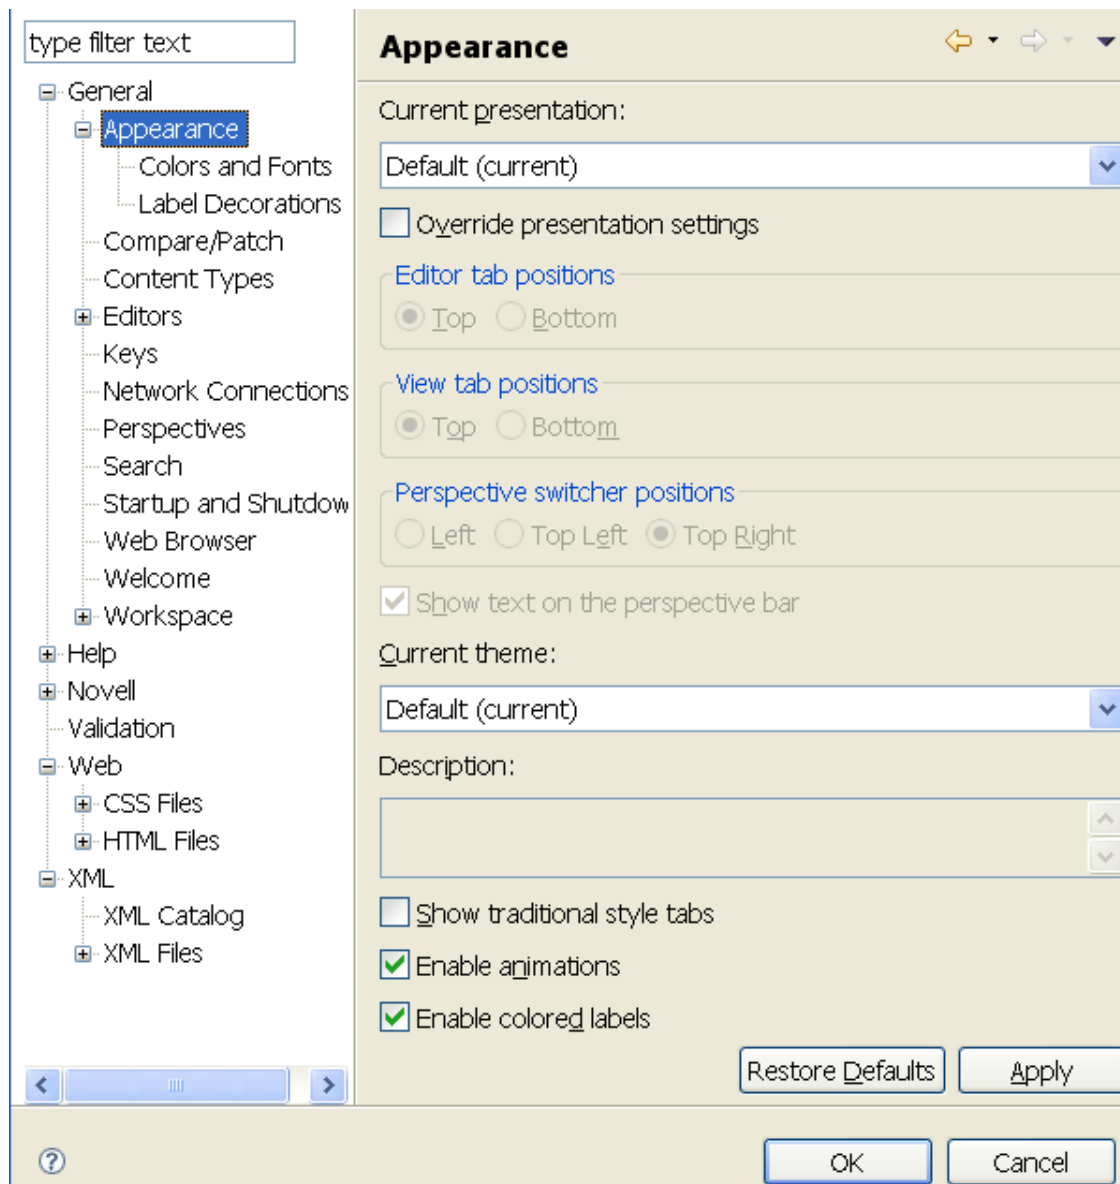 type filter text
General
Appearance
Colors and Fonts
Label Decorations
Compare/Patch
Content Types
Editors
Keys
Network Connections
Perspectives
Search
Startup and Shutdow
Web Browser
Welcome
Workspace
Help
Novell
Validation
Web
CSS Files
HTML Files
XML
XML Catalog
XML Files
Appearance
Current presentation:
Default (current)
Override presentation settings
Editor tab positions
Top Bottom
View tab positions
Top Bottom
Perspective switcher positions
Left Top Left Top Right
Show text on the perspective bar
Current theme:
Default (current)
Description:
Show traditional style tabs
Enable animations
Enable colored labels
Restore Defaults Apply
? OK Cancel